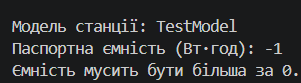 Модель станції: TestModel
Паспортна ємність (Вт·год): -1
Ємність мусить бути більша за 0.